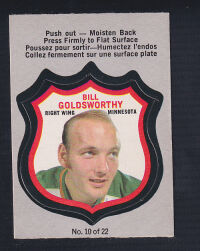 Push out — Moisten Back
Press Firmly to Flat Surface
Poussez pour sortir—Humectez l'endos
Collez fermement sur une surface plate
BILL
GOLDSWORTHY
RIGHT WING MINNESOTA
No. 10 of 22